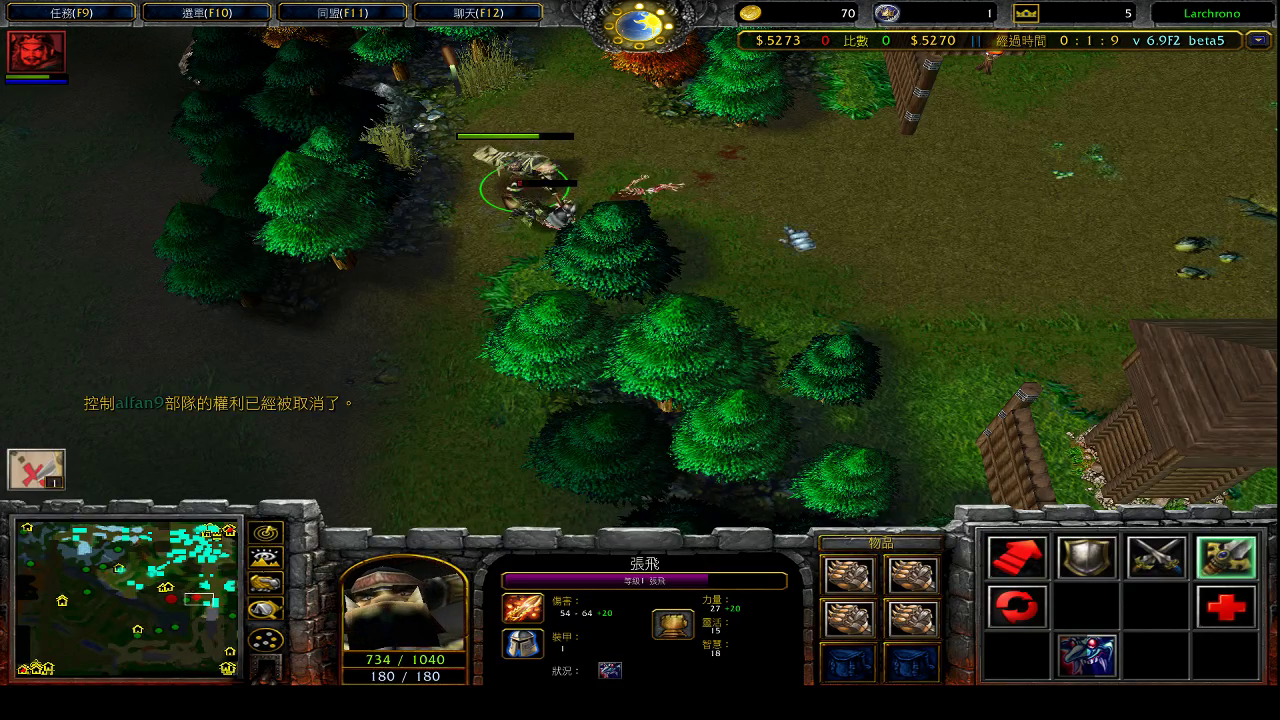 任務(F9)
選單(F10)
同盟(F11)
聊天(F12)
70
1
5
Larchrono
$.5273 0 比數 0 $.5270 || 經過時間 0 : 1 : 9 v 6.9F2 beta5
控制alfan9部隊的權利已經被取消了。
1
734 / 1040
180 / 180
張飛
等級1 張飛
傷害：
54 - 64 +20
裝甲：
1
狀況：
力量：
27 +20
靈活：
15
智慧：
18
物品